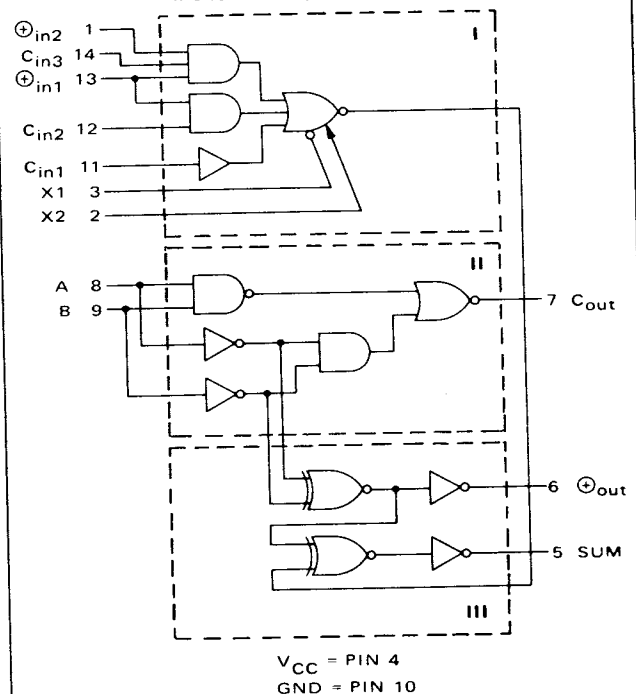 I
⊕in2 1
Cin3 14
⊕in1 13
Cin2 12
Cin1 11
X1 3
X2 2
II
A 8
B 9
7 Cout
6 ⊕out
5 SUM
III
VCC = PIN 4
GND = PIN 10